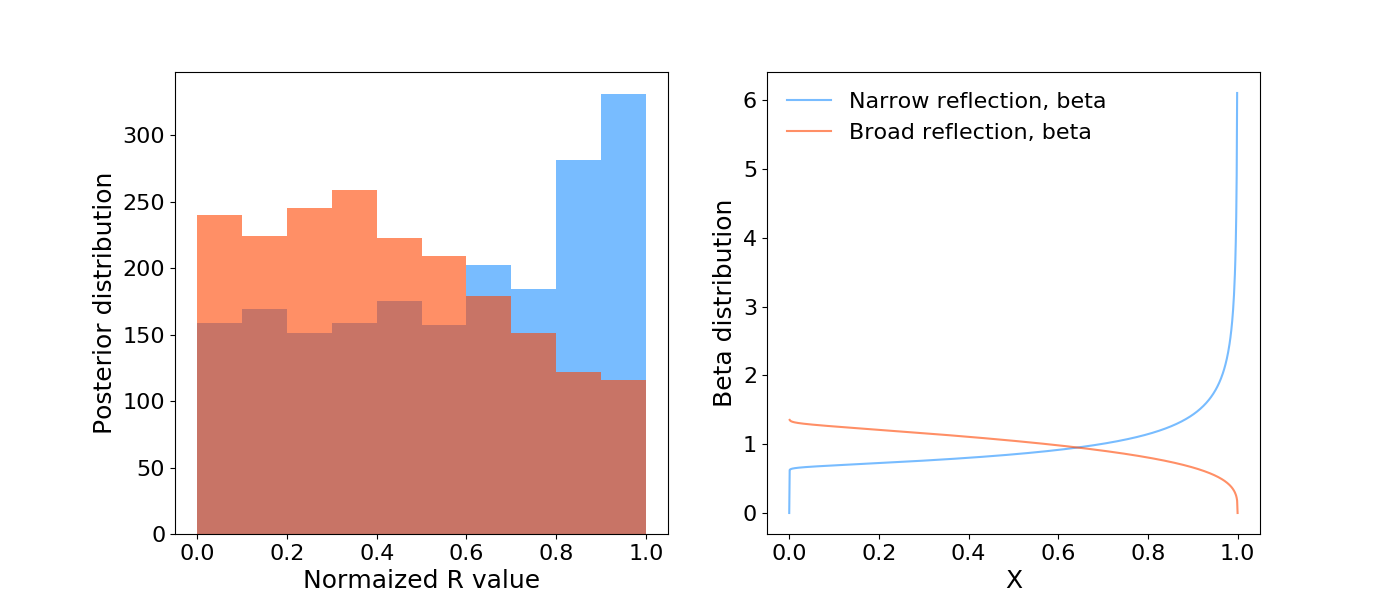 Posterior distribution
300
250
200
150
100
50
0
0.0 0.2 0.4 0.6 0.8 1.0
Normaized R value
Beta distribution
6
5
4
3
2
1
0
0.0 0.2 0.4 0.6 0.8 1.0
X
Narrow reflection, beta
Broad reflection, beta